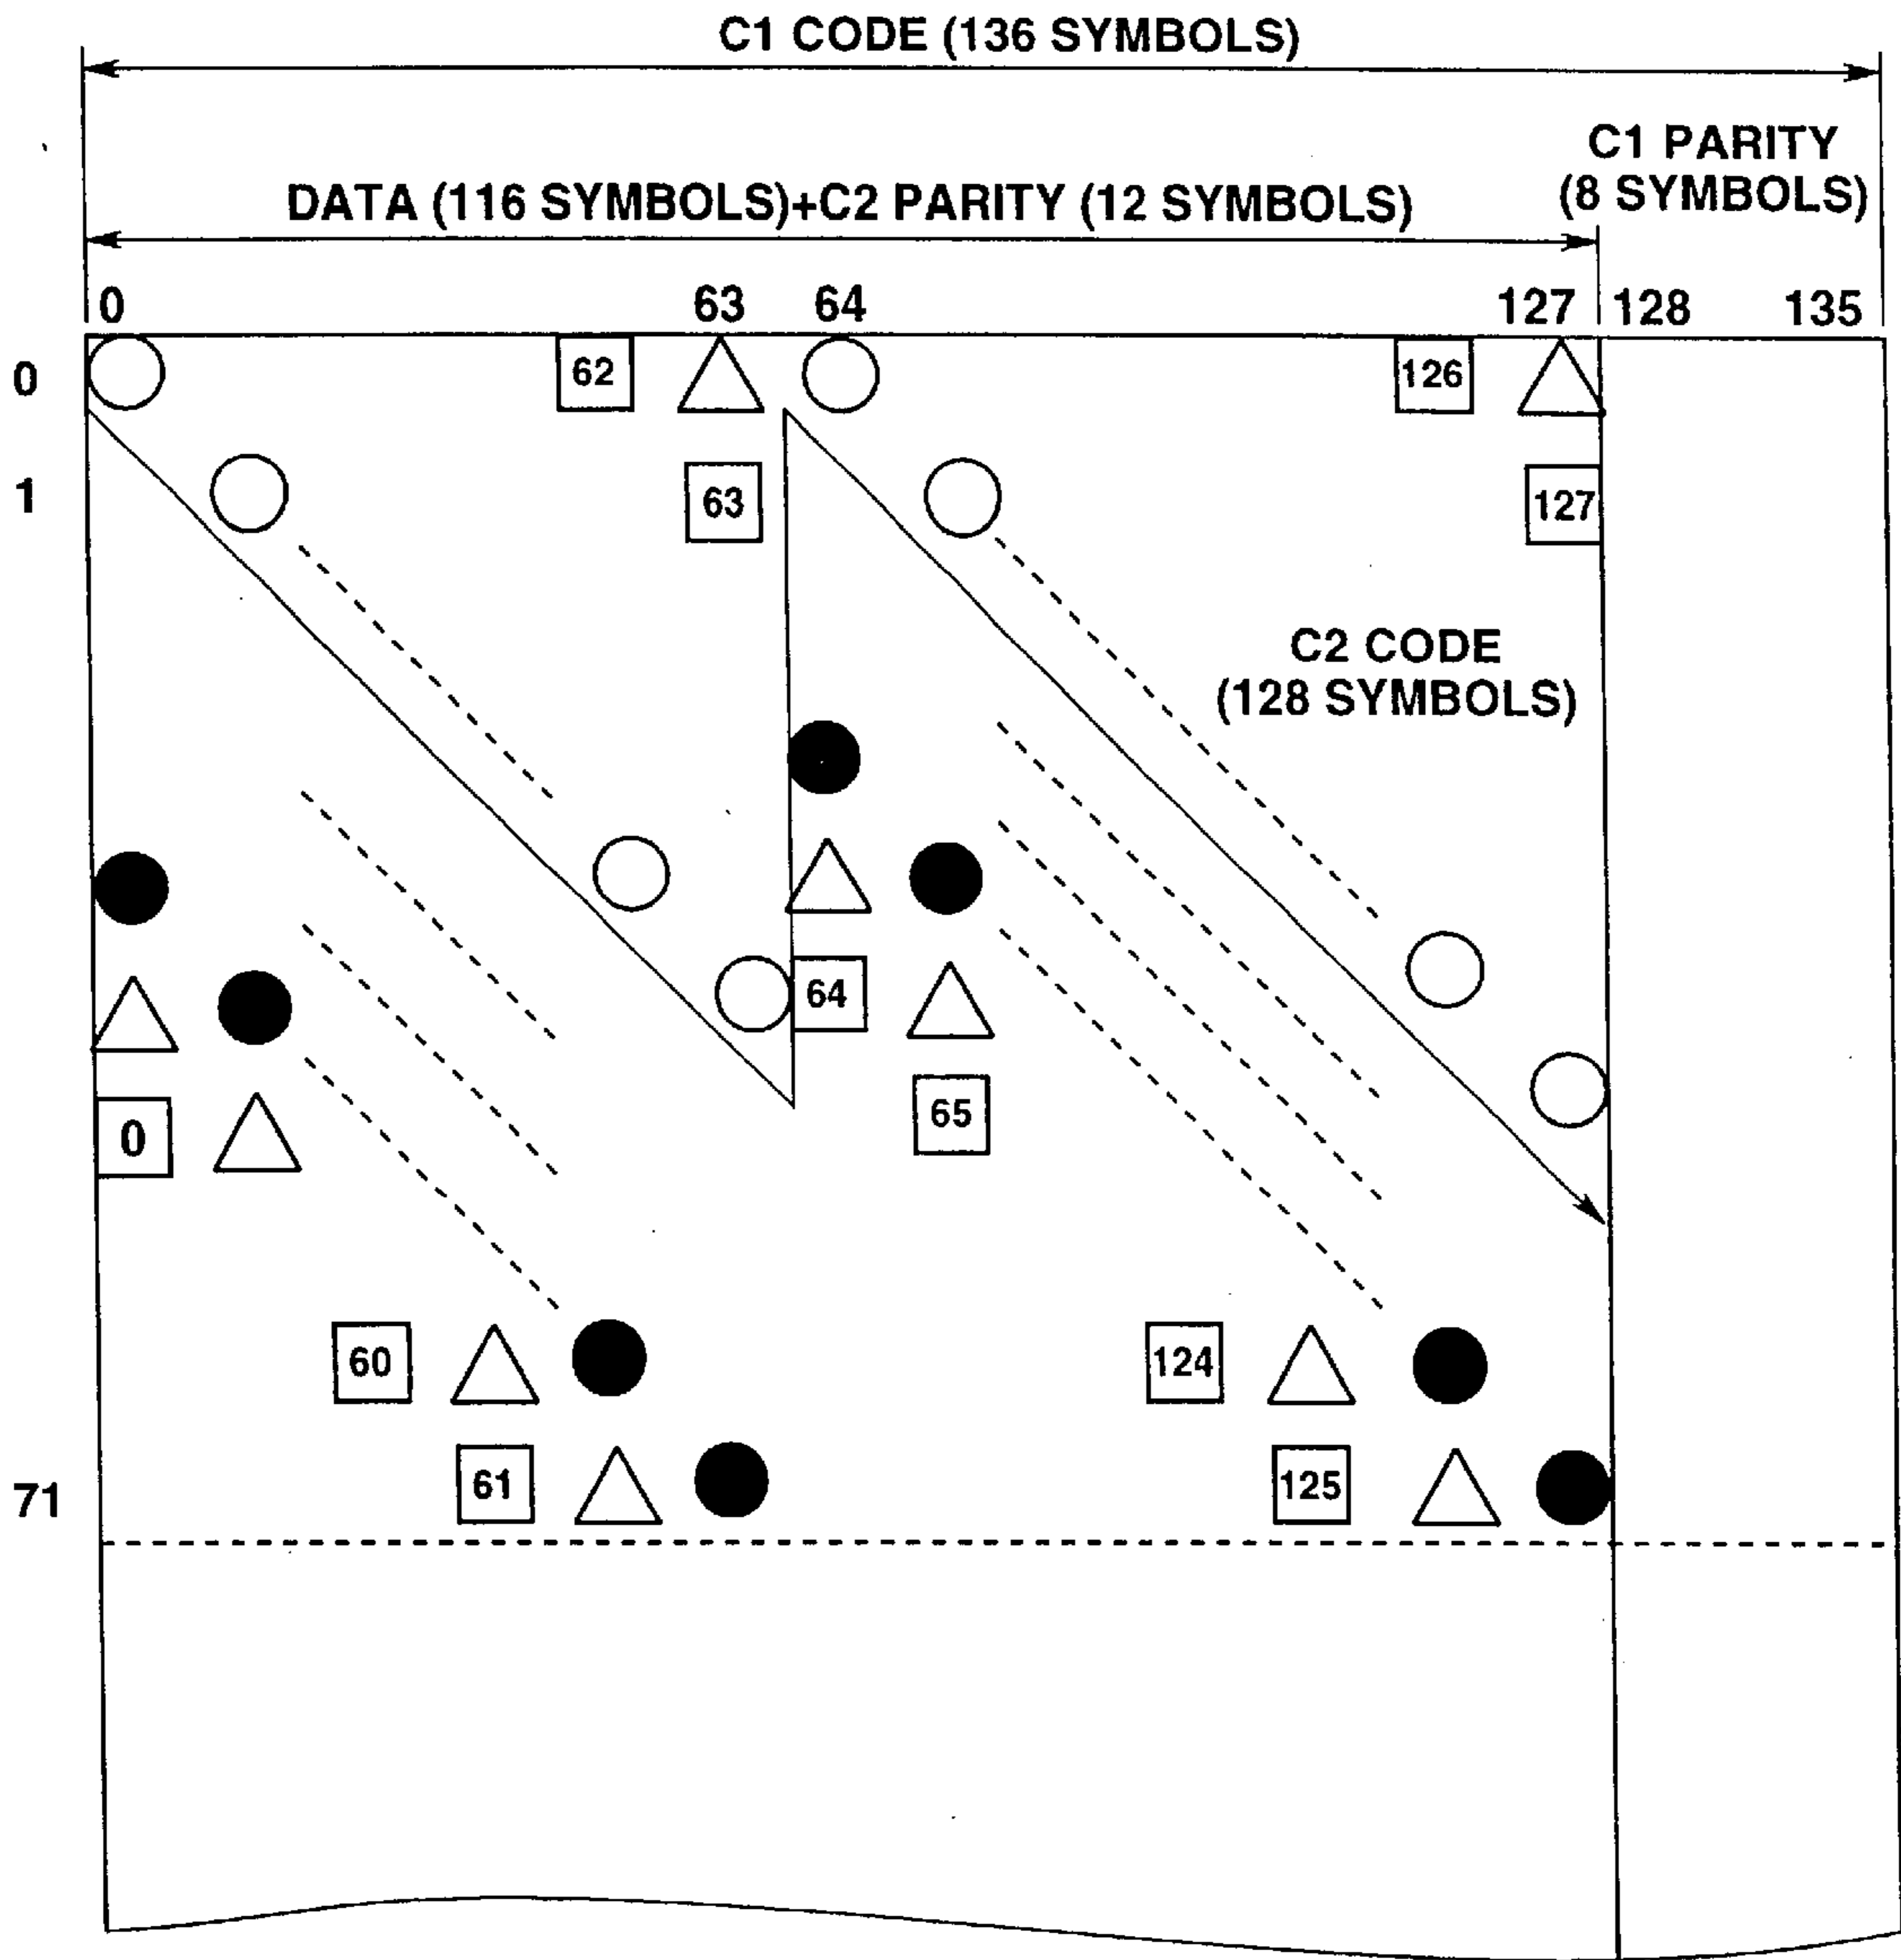 C1 CODE (136 SYMBOLS)
C1 PARITY
(8 SYMBOLS)
DATA (116 SYMBOLS)+C2 PARITY (12 SYMBOLS)
0 63 64 127 128 135
0 62 126
1 63 127
C2 CODE
(128 SYMBOLS)
64
0 65
60 124
71 61 125